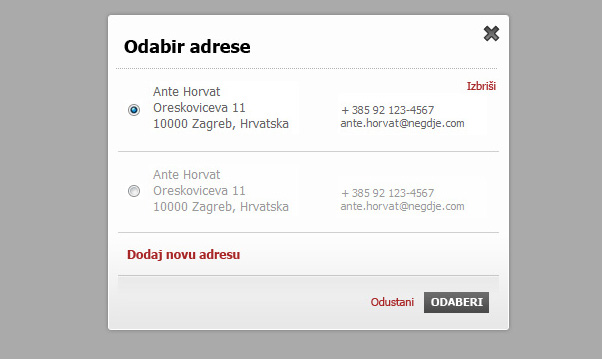 Odabir adrese
Izbriši
Ante Horvat
Oreskoviceva 11
10000 Zagreb, Hrvatska
+ 385 92 123-4567
ante.horvat@negdje.com
Ante Horvat
Oreskoviceva 11
10000 Zagreb, Hrvatska
+ 385 92 123-4567
ante.horvat@negdje.com
Dodaj novu adresu
Odustani
ODABERI